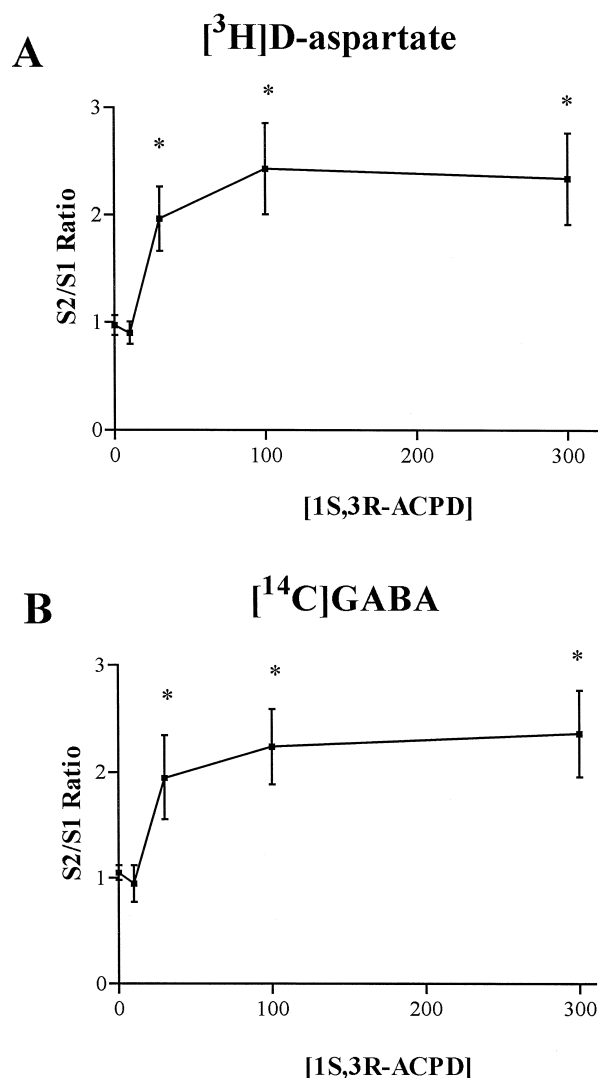 A
[³H]D-aspartate
* * *
3
2
1
0
S2/S1 Ratio
0 100 200 300
[1S,3R-ACPD]
B
[¹⁴C]GABA
* * *
3
2
1
0
S2/S1 Ratio
0 100 200 300
[1S,3R-ACPD]